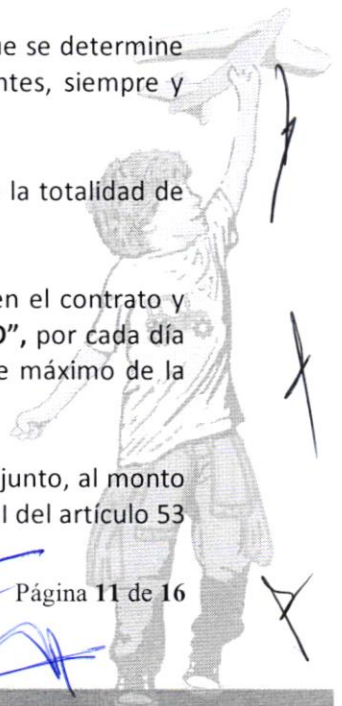 ue se determine
ntes, siempre y
la totalidad de
en el contrato y
O”, por cada día
e máximo de la
junto, al monto
I del artículo 53
Página 11 de 16